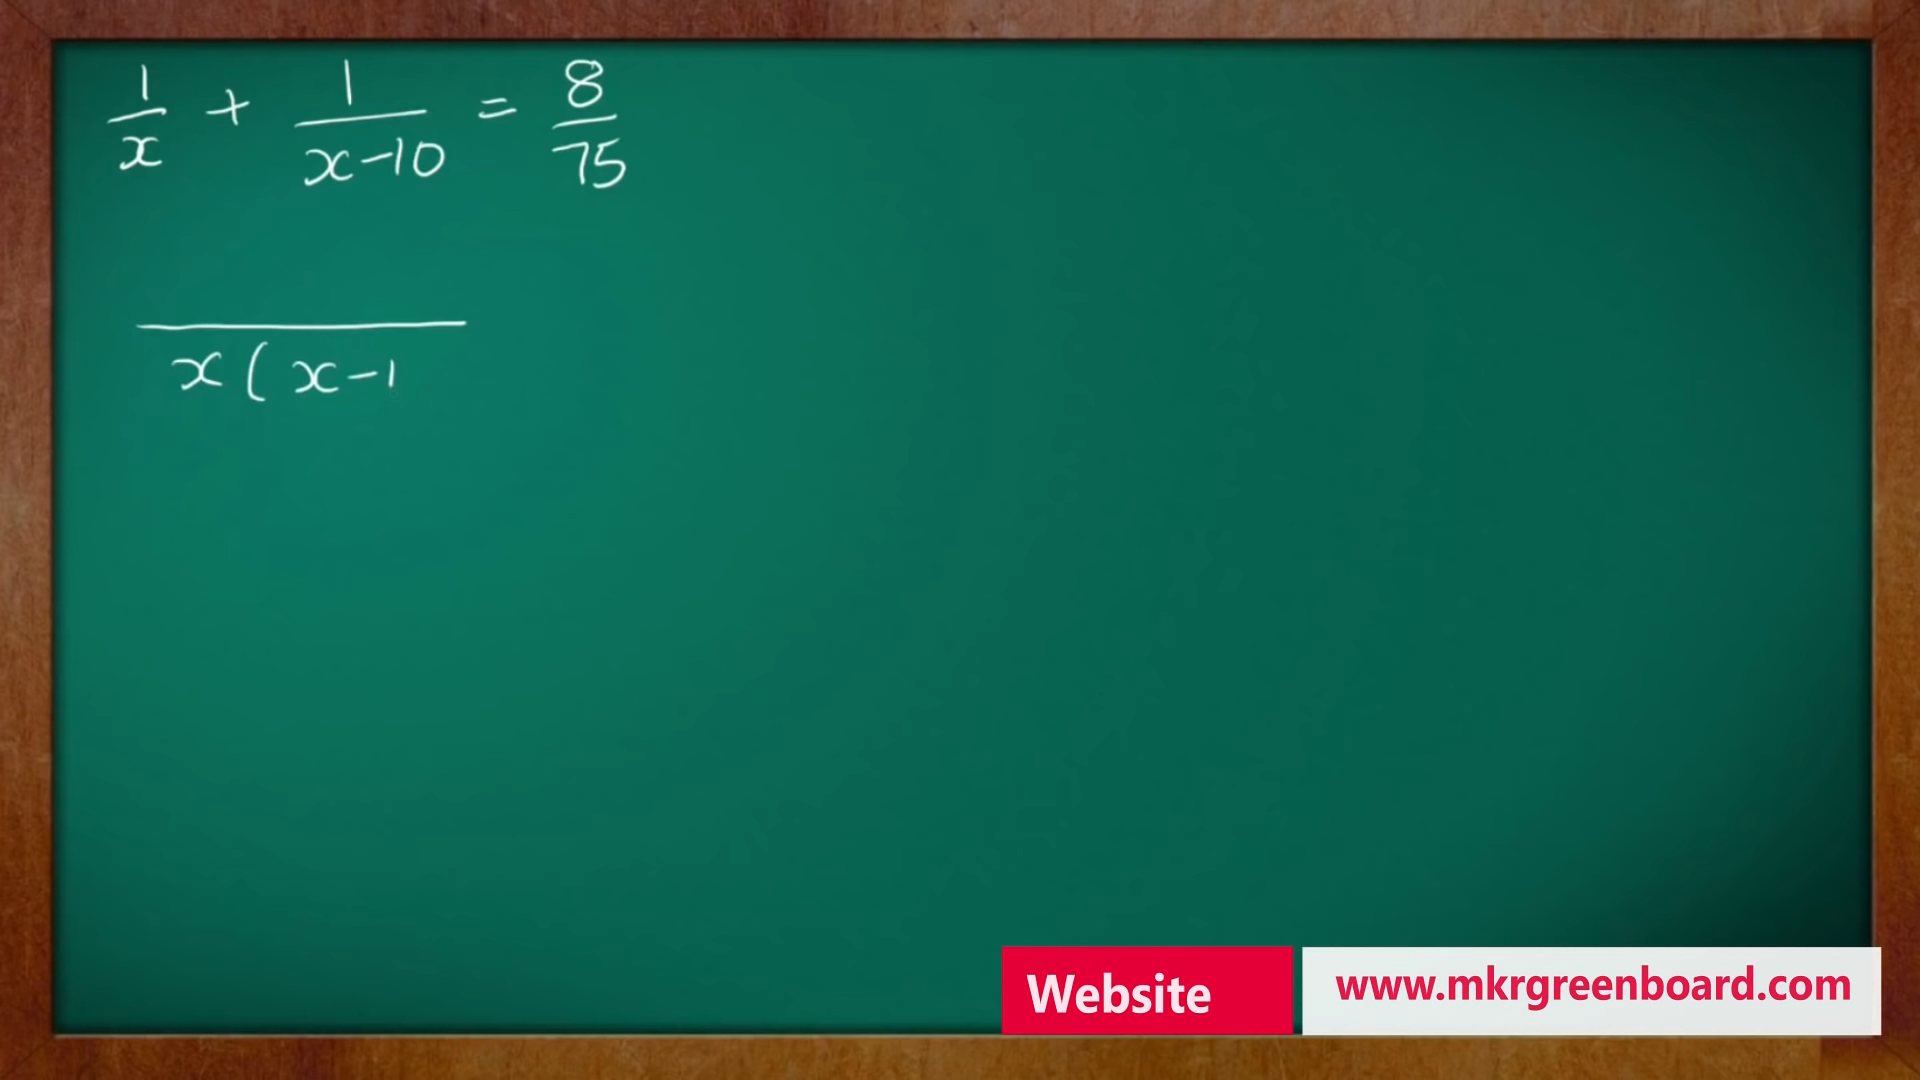 1/x + 1/(x-10) = 8/75
x(x-1
Website www.mkrgreenboard.com